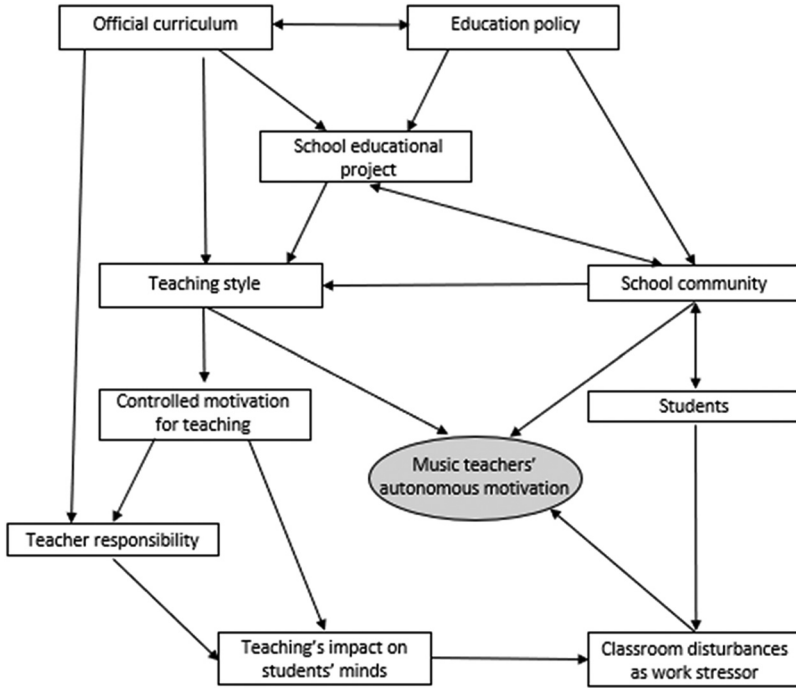 Official curriculum
Education policy
School educational
project
Teaching style
School community
Controlled motivation
for teaching
Students
Music teachers'
autonomous motivation
Teacher responsibility
Teaching's impact on
students' minds
Classroom disturbances
as work stressor